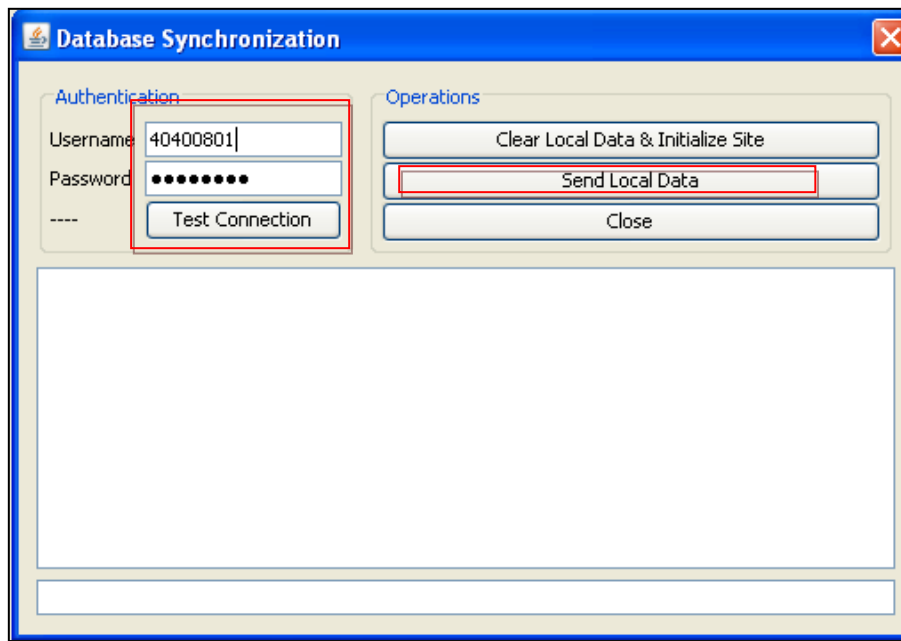 Database Synchronization
Authentication
Username 40400801
Password ●●●●●●●●
---- Test Connection
Operations
Clear Local Data & Initialize Site
Send Local Data
Close